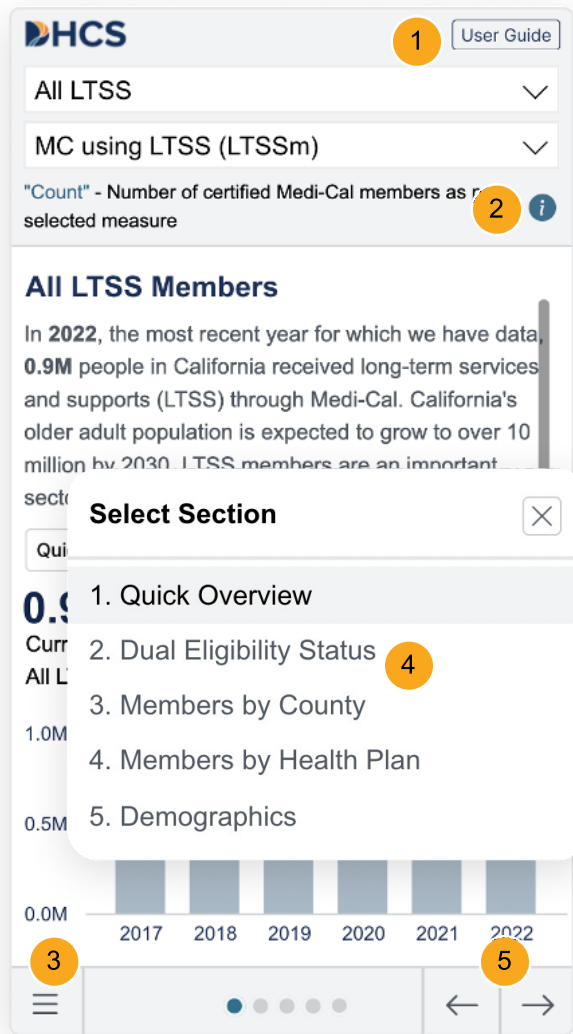 DHCS
1
User Guide
All LTSS
MC using LTSS (LTSSm)
"Count" - Number of certified Medi-Cal members as
2
i
selected measure
All LTSS Members
In 2022, the most recent year for which we have data,
0.9M people in California received long-term services
and supports (LTSS) through Medi-Cal. California's
older adult population is expected to grow to over 10
million by 2030. LTSS members are an important
Select Section
1. Quick Overview
2. Dual Eligibility Status
4
3. Members by County
4. Members by Health Plan
5. Demographics
1.0M
0.5M
0.0M
2017 2018 2019 2020 2021 2022
3
5